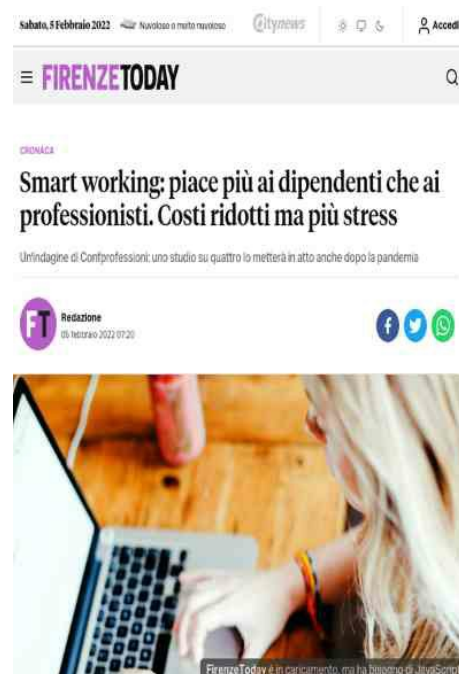 Sabato, 5 Febbraio 2022 Nuvoloso o molto nuvoloso Citynews Accedi
FIRENZETODAY
CRONACA
Smart working: piace più ai dipendenti che ai
professionisti. Costi ridotti ma più stress
Un'indagine di Confprofessioni: uno studio su quattro lo metterà in atto anche dopo la pandemia
FT
Redazione
05 febbraio 2022 07:20
FirenzeToday è in caricamento, ma ha bisogno di JavaScript